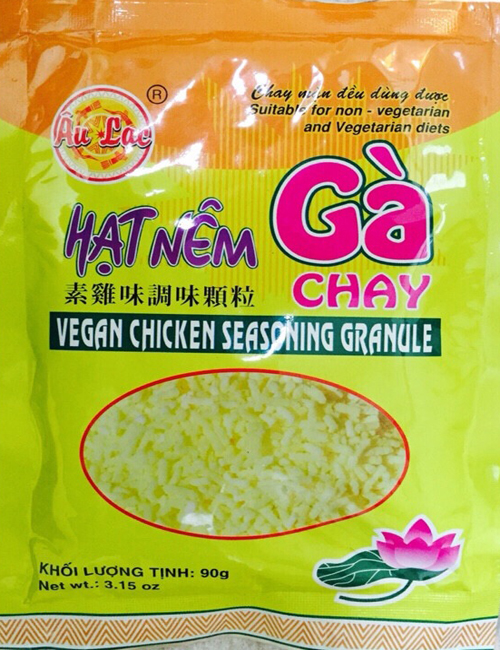 Âu Lạc ®
Chay mặn đều dùng được
Suitable for non - vegetarian
and Vegetarian diets
HẠT NÊM Gà
CHAY
素雞味調味顆粒
VEGAN CHICKEN SEASONING GRANULE
KHỐI LƯỢNG TỊNH: 90g
Net wt.: 3.15 oz